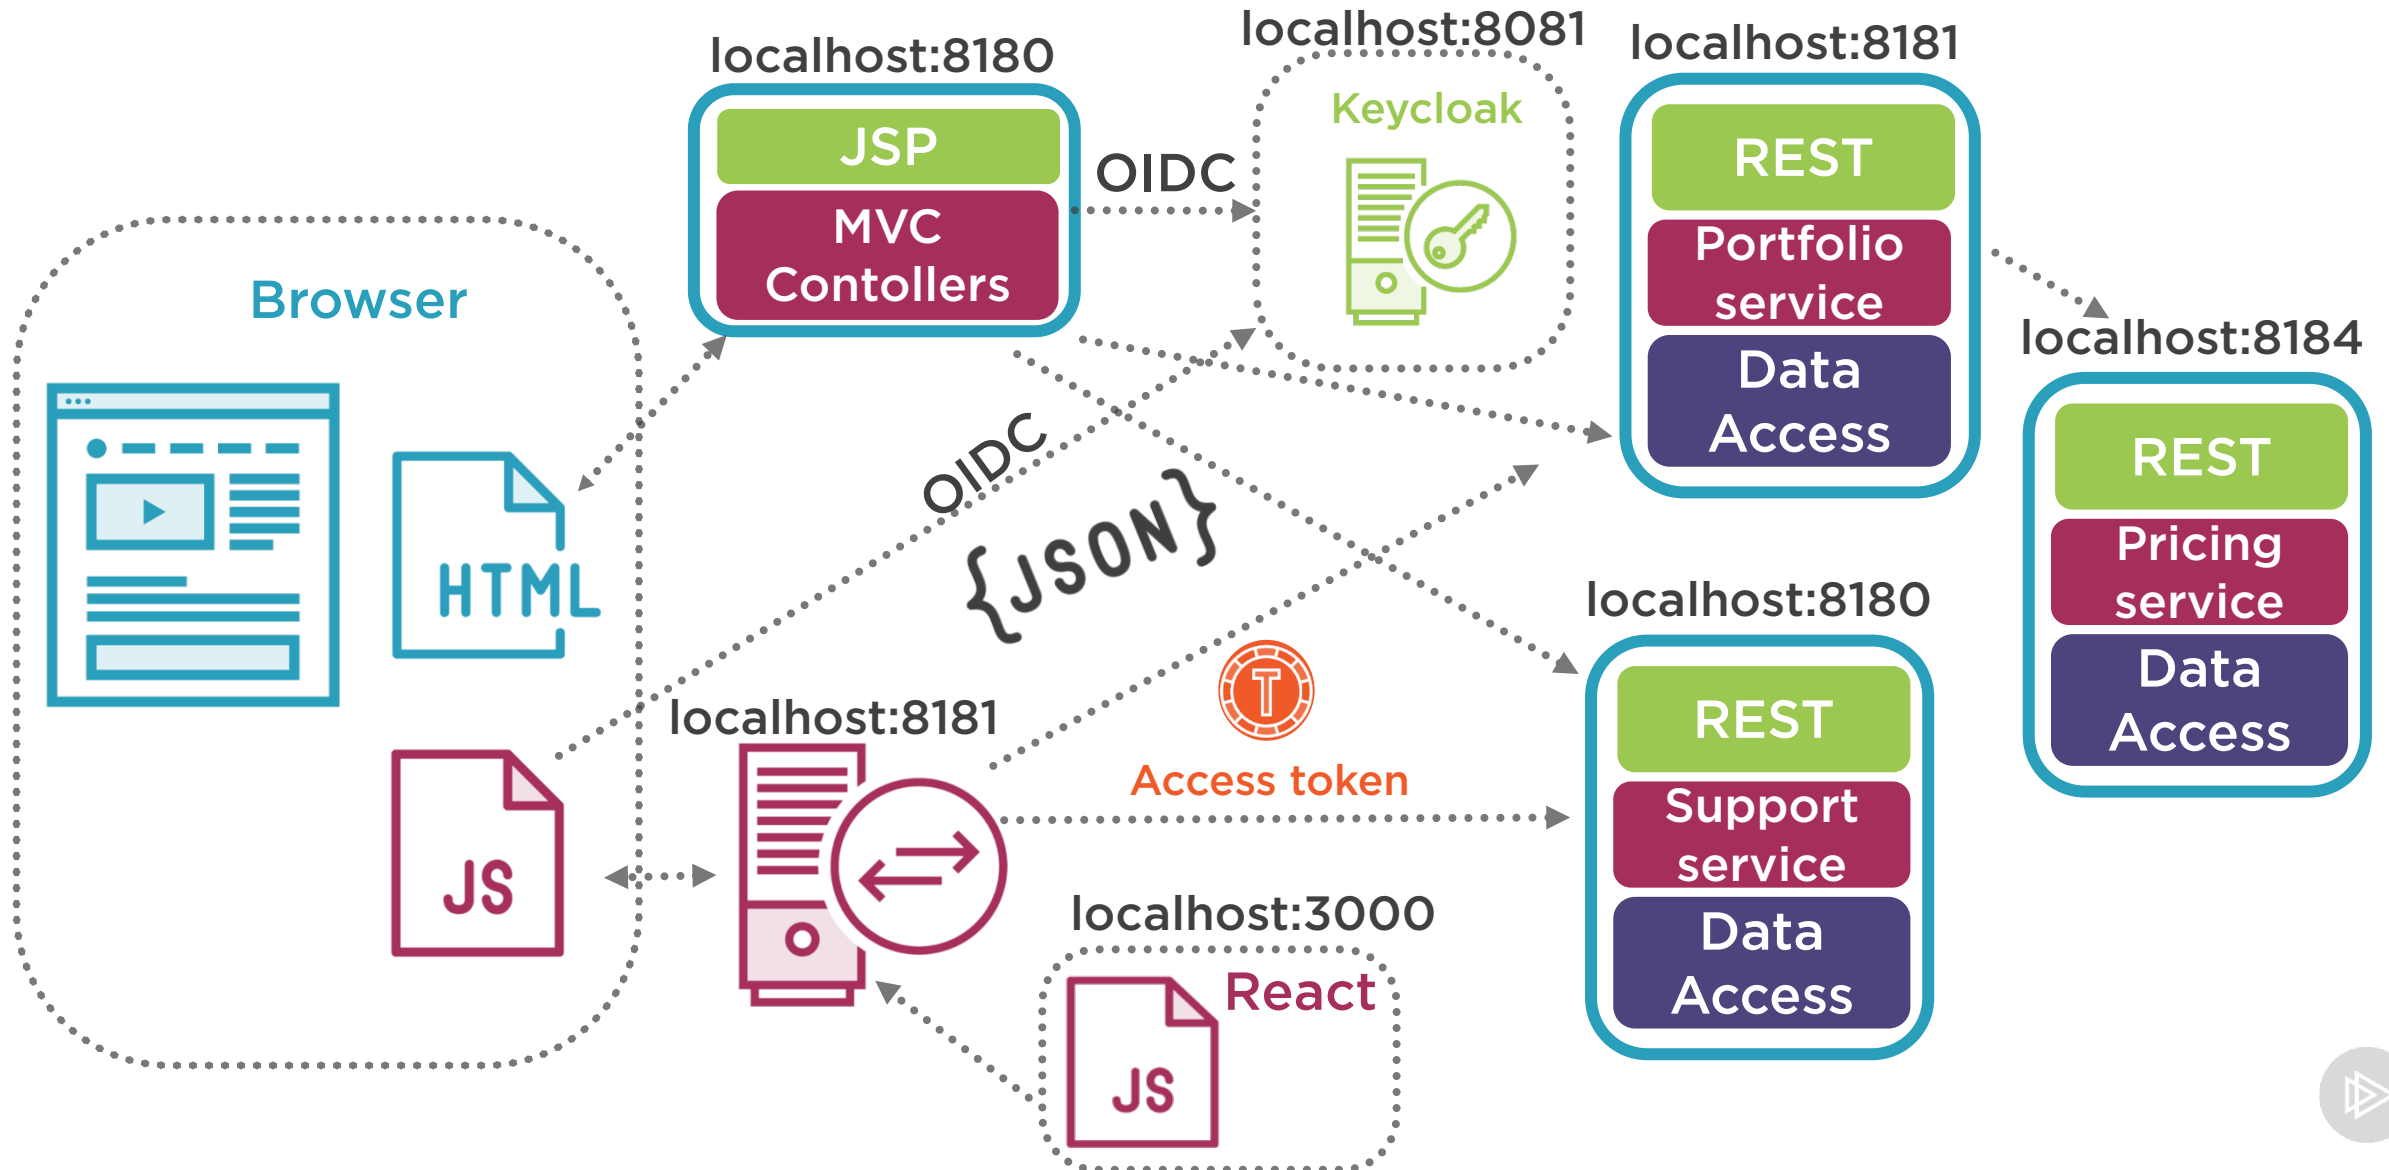 localhost:8180
JSP
MVC
Contollers
OIDC
localhost:8081
Keycloak
localhost:8181
REST
Portfolio
service
Data
Access
localhost:8184
REST
Pricing
service
Data
Access
Browser
HTML
JS
OIDC
{JSON}
localhost:8181
T
Access token
localhost:8180
REST
Support
service
Data
Access
localhost:3000
React
JS